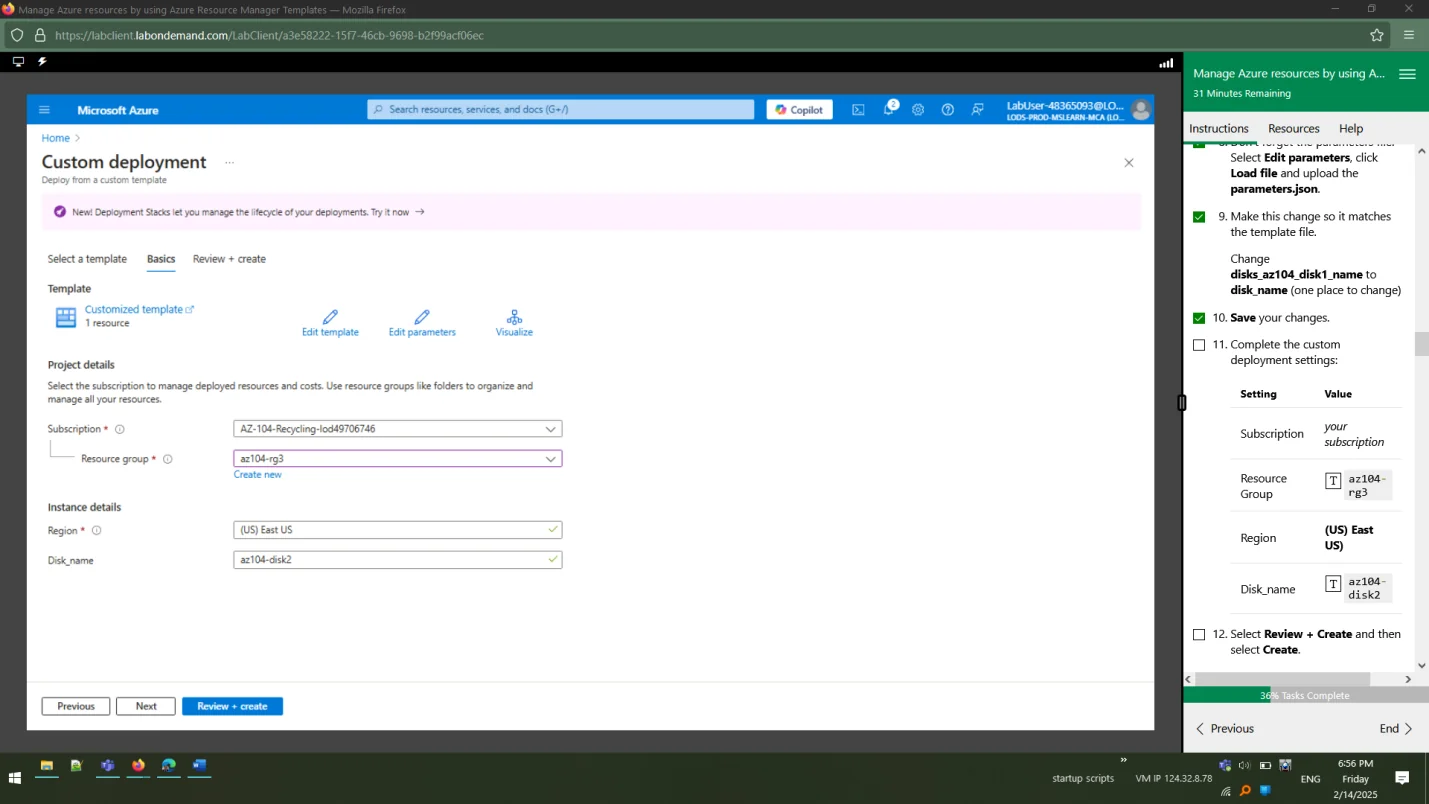 Manage Azure resources by using Azure Resource Manager Templates — Mozilla Firefox
https://labclient.labondemand.com/LabClient/a3e58222-15f7-46cb-9698-b2f99acf06ec
Microsoft Azure
Search resources, services, and docs (G+/)
Copilot
2
LabUser-48365093@LO...
LODS-PROD-MSLEARN-MCA (LO...
Home >
Custom deployment ...
Deploy from a custom template
New! Deployment Stacks let you manage the lifecycle of your deployments. Try it now →
Select a template
Basics
Review + create
Template
Customized template
1 resource
Edit template
Edit parameters
Visualize
Project details
Select the subscription to manage deployed resources and costs. Use resource groups like folders to organize and
manage all your resources.
Subscription *
AZ-104-Recycling-lod49706746
Resource group *
az104-rg3
Create new
Instance details
Region *
(US) East US
Disk_name
az104-disk2
Previous
Next
Review + create
Manage Azure resources by using A...
31 Minutes Remaining
Instructions
Resources
Help
8. Don't forget the parameters file.
Select Edit parameters, click
Load file and upload the
parameters.json.
9. Make this change so it matches
the template file.
Change
disks_az104_disk1_name to
disk_name (one place to change)
10. Save your changes.
11. Complete the custom
deployment settings:
Setting Value
Subscription your
subscription
Resource
Group
T az104-
rg3
Region (US) East
US)
Disk_name T az104-
disk2
12. Select Review + Create and then
select Create.
36% Tasks Complete
< Previous
End >
startup scripts
»
VM IP 124.32.8.78
ENG
6:56 PM
Friday
2/14/2025